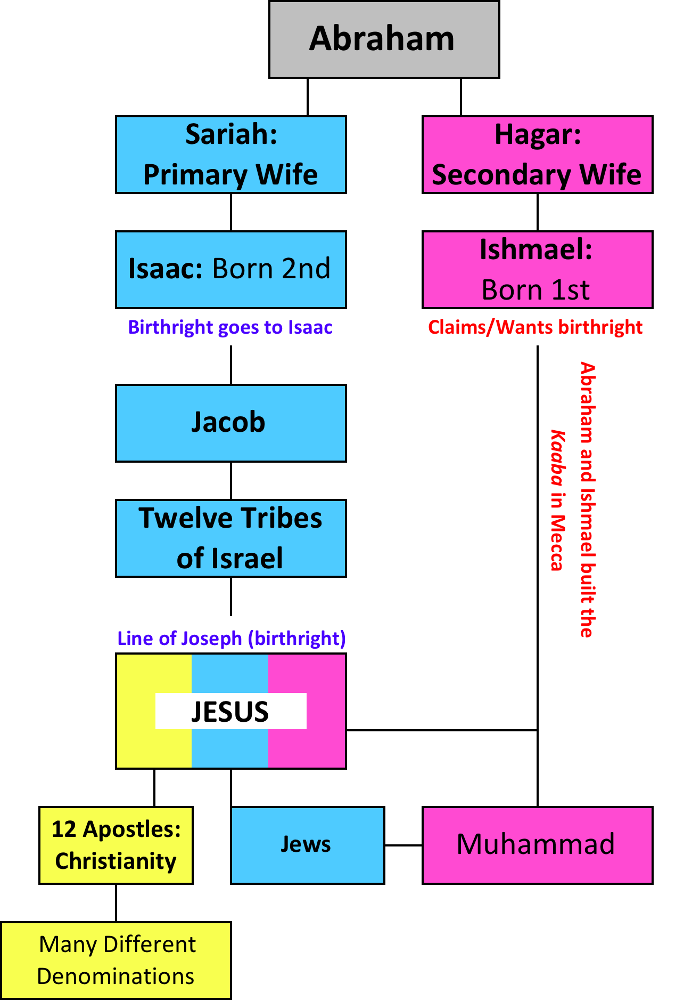 Abraham
Sariah:
Primary Wife
Hagar:
Secondary Wife
Isaac: Born 2nd
Ishmael:
Born 1st
Birthright goes to Isaac
Claims/Wants birthright
Abraham and Ishmael built the
Kaaba in Mecca
Jacob
Twelve Tribes
of Israel
Line of Joseph (birthright)
JESUS
12 Apostles:
Christianity
Jews
Muhammad
Many Different
Denominations